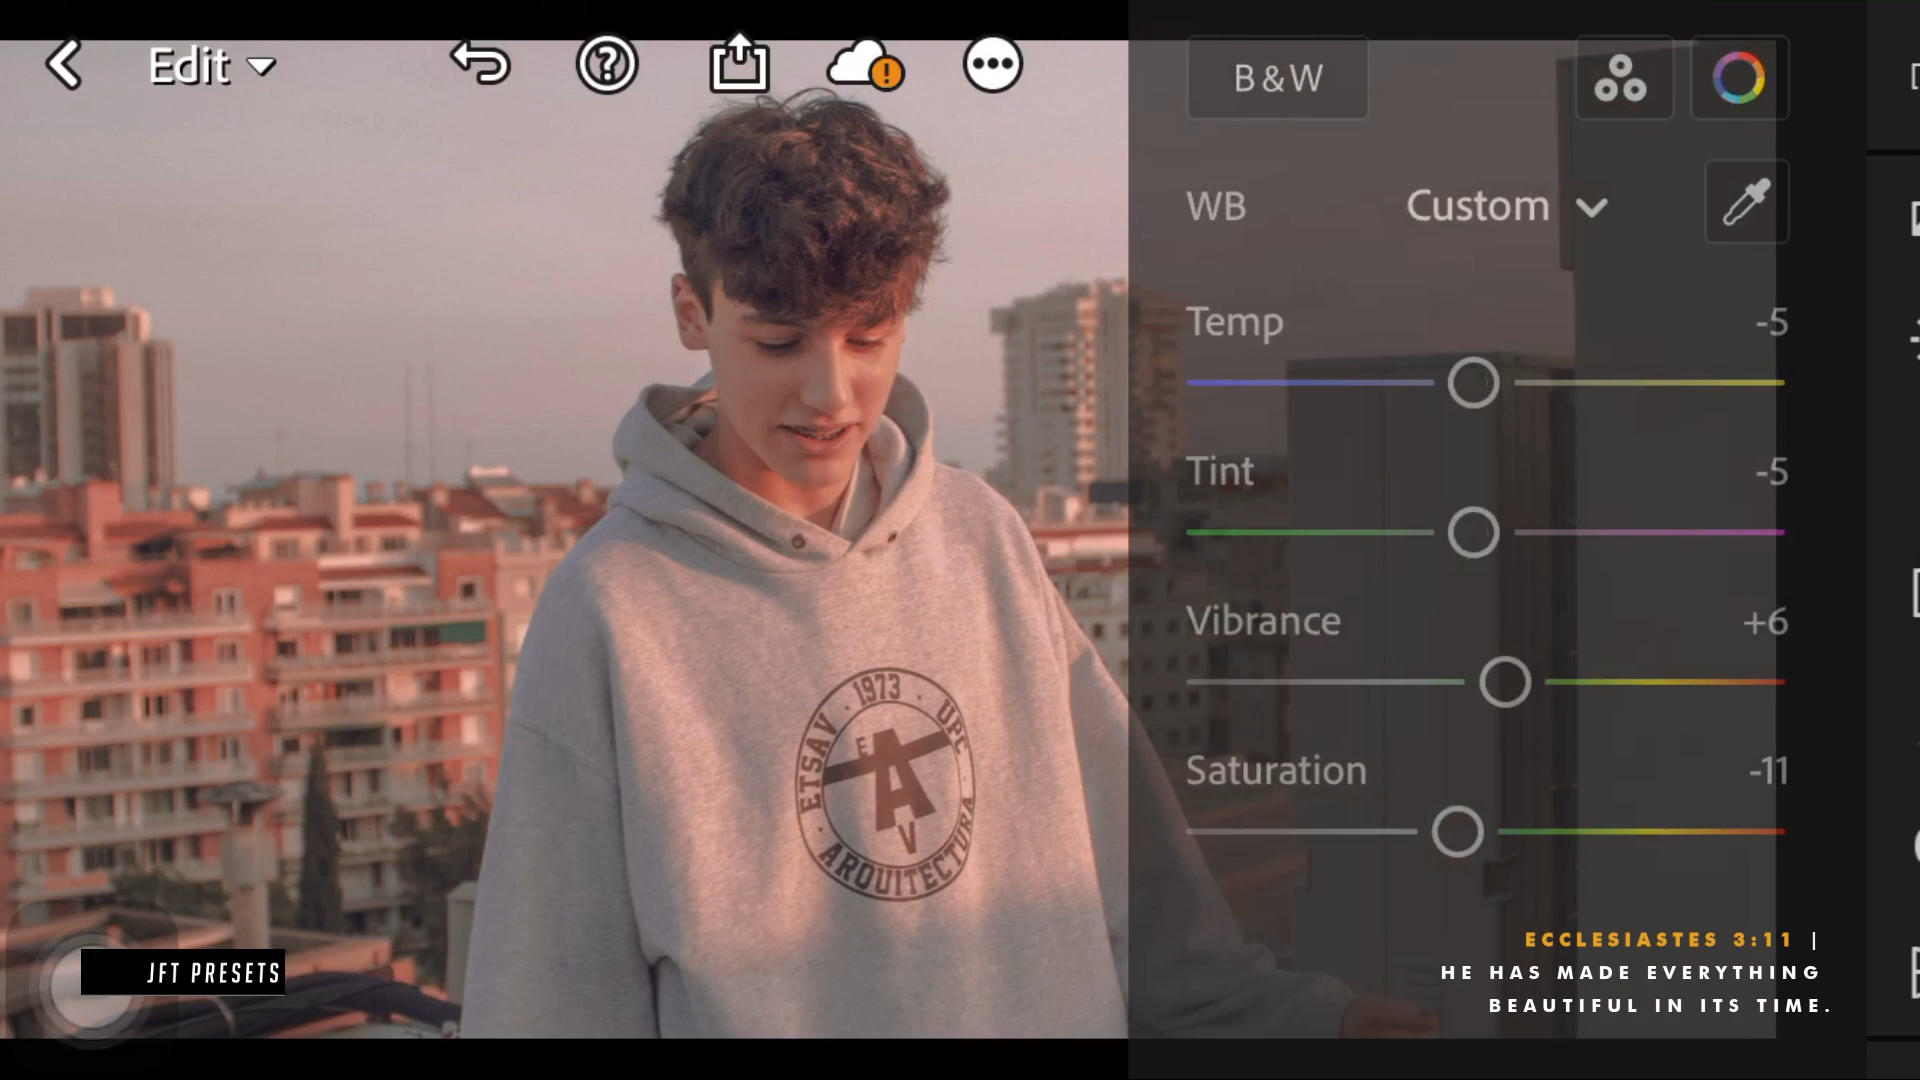 Edit
B&W
WB Custom
Temp -5
Tint -5
Vibrance +6
Saturation -11
ETSAV · 1973 · UPC · ARQUITECTURA ·
E
A
V
JFT PRESETS
ECCLESIASTES 3:11 |
HE HAS MADE EVERYTHING
BEAUTIFUL IN ITS TIME.